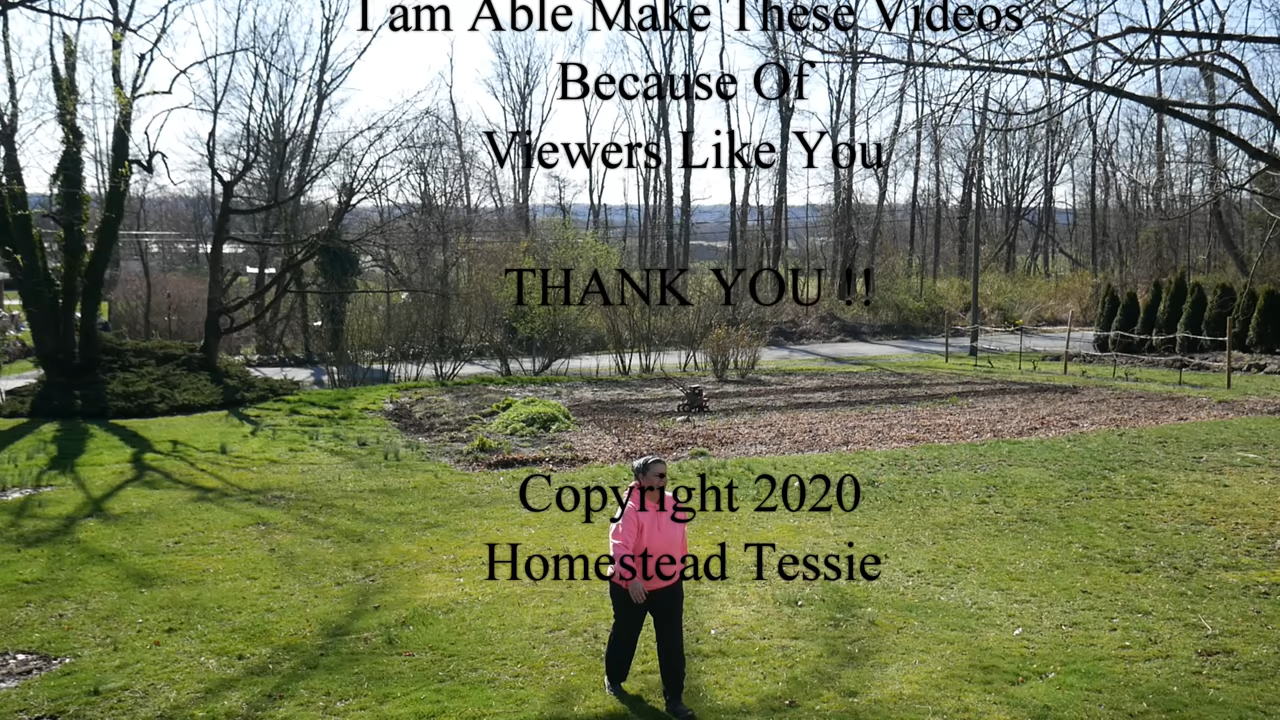 I am Able Make These Videos
Because Of
Viewers Like You
THANK YOU !!
Copyright 2020
Homestead Tessie